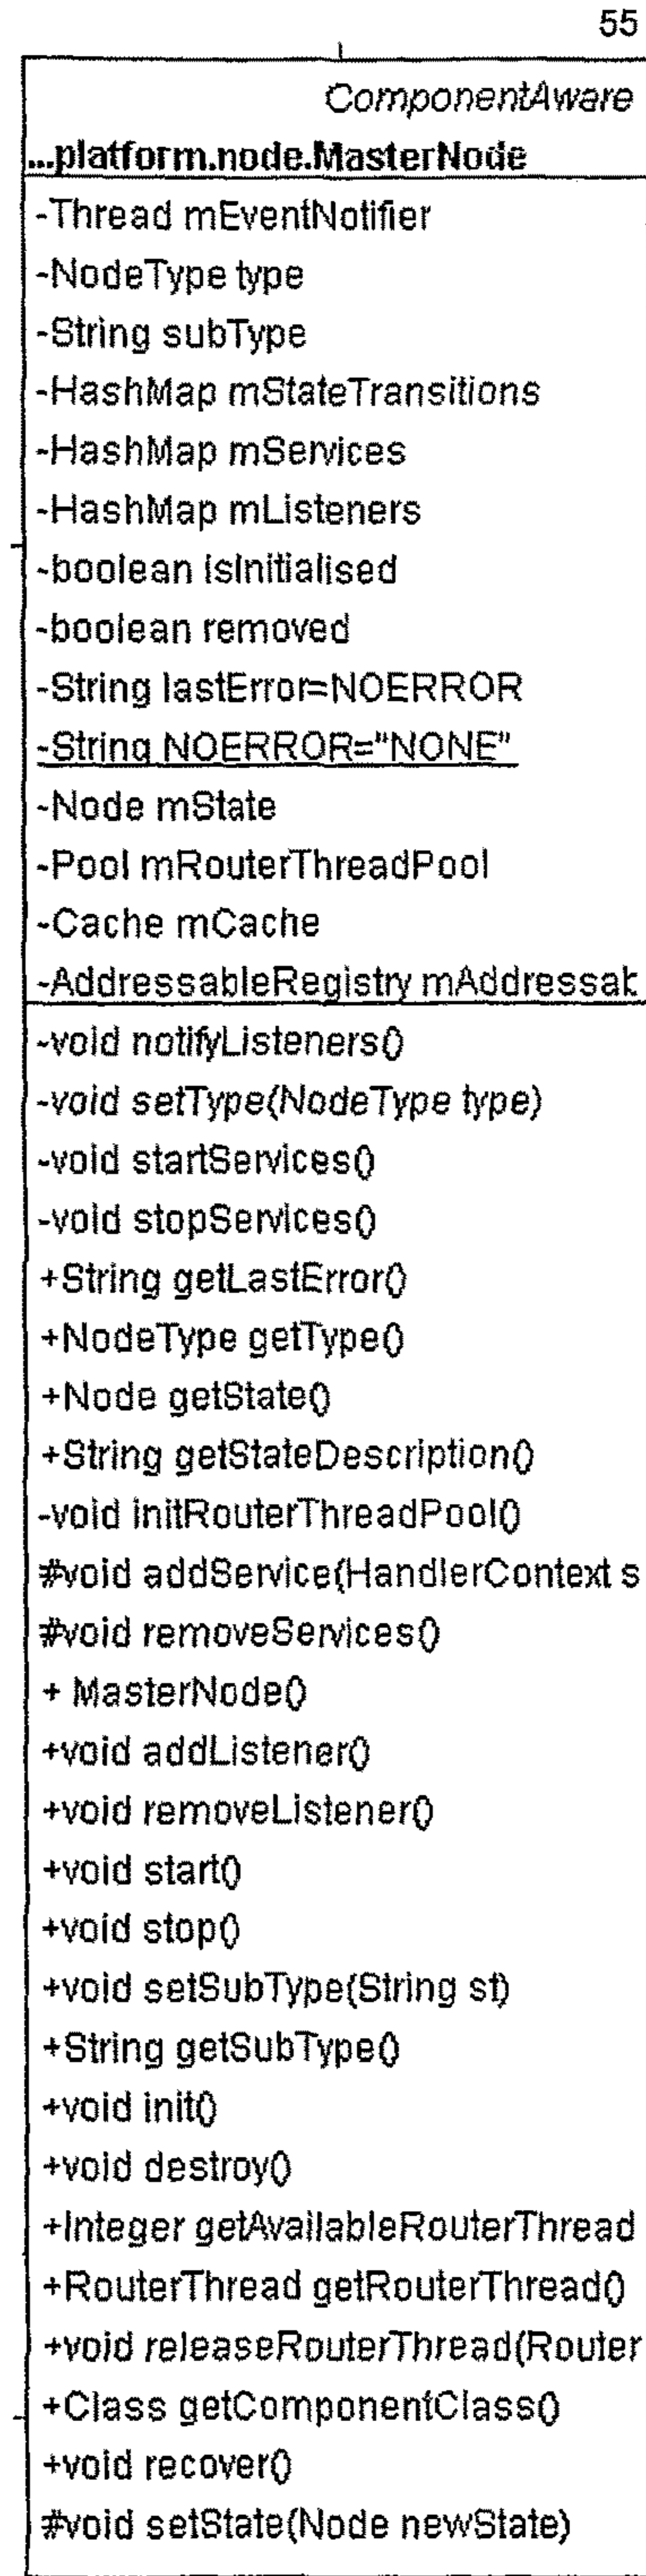 55
ComponentAware
...platform.node.MasterNode
-Thread mEventNotifier
-NodeType type
-String subType
-HashMap mStateTransitions
-HashMap mServices
-HashMap mListeners
-boolean isInitialised
-boolean removed
-String lastError=NOERROR
-String NOERROR="NONE"
-Node mState
-Pool mRouterThreadPool
-Cache mCache
-AddressableRegistry mAddressab
-void notifyListeners()
-void setType(NodeType type)
-void startServices()
-void stopServices()
+String getLastError()
+NodeType getType()
+Node getState()
+String getStateDescription()
-void initRouterThreadPool()
#void addService(HandlerContext s
#void removeServices()
+ MasterNode()
+void addListener()
+void removeListener()
+void start()
+void stop()
+void setSubType(String st)
+String getSubType()
+void init()
+void destroy()
+Integer getAvailableRouterThread
+RouterThread getRouterThread()
+void releaseRouterThread(Router
+Class getComponentClass()
+void recover()
#void setState(Node newState)